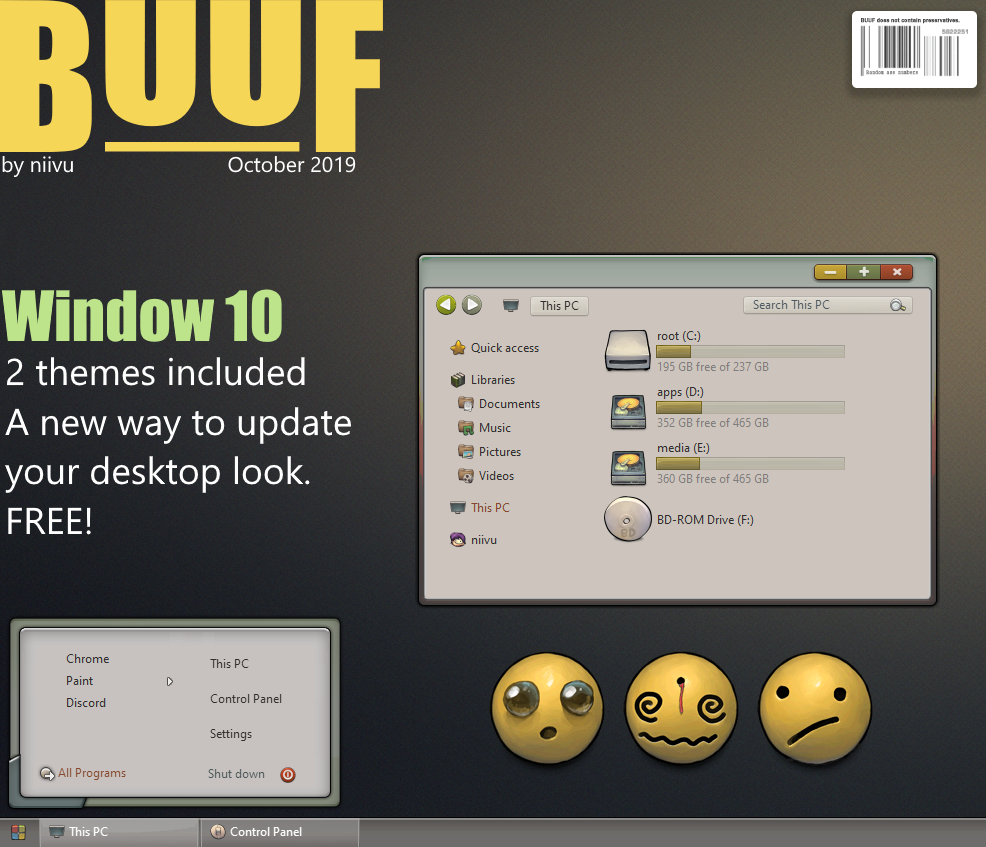 BUUF
by niivu
October 2019
BUUF does not contain preservatives.
5022251
Random ass numbers
Window 10
2 themes included
A new way to update
your desktop look.
FREE!
This PC
Search This PC
Quick access
Libraries
Documents
Music
Pictures
Videos
This PC
niivu
root (C:)
195 GB free of 237 GB
apps (D:)
352 GB free of 465 GB
media (E:)
360 GB free of 465 GB
BD-ROM Drive (F:)
BD
Chrome
Paint
Discord
All Programs
This PC
Control Panel
Settings
Shut down
This PC
Control Panel